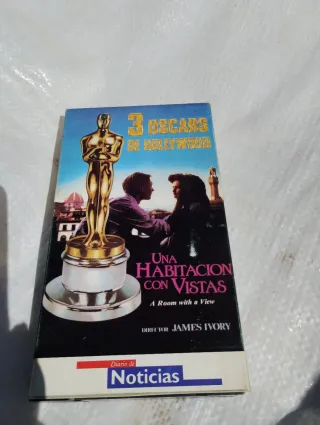 3 OSCARS
DE HOLLYWOOD
UNA
HABITACION
CON VISTAS
A Room with a View
DIRECTOR JAMES IVORY
Diario de
Noticias